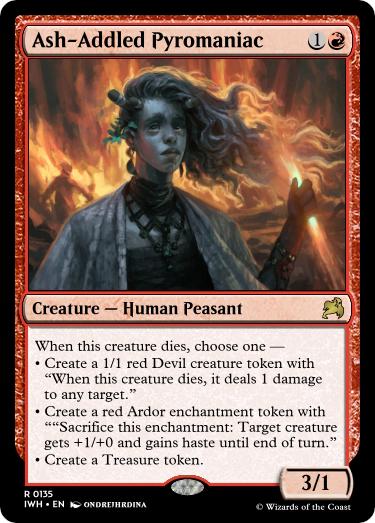 Ash-Addled Pyromaniac 1
Creature — Human Peasant
When this creature dies, choose one —
• Create a 1/1 red Devil creature token with
“When this creature dies, it deals 1 damage
to any target.”
• Create a red Ardor enchantment token with
““Sacrifice this enchantment: Target creature
gets +1/+0 and gains haste until end of turn.”
• Create a Treasure token.
3/1
R 0135
IWH • EN ONDREJHRDINA
© Wizards of the Coast